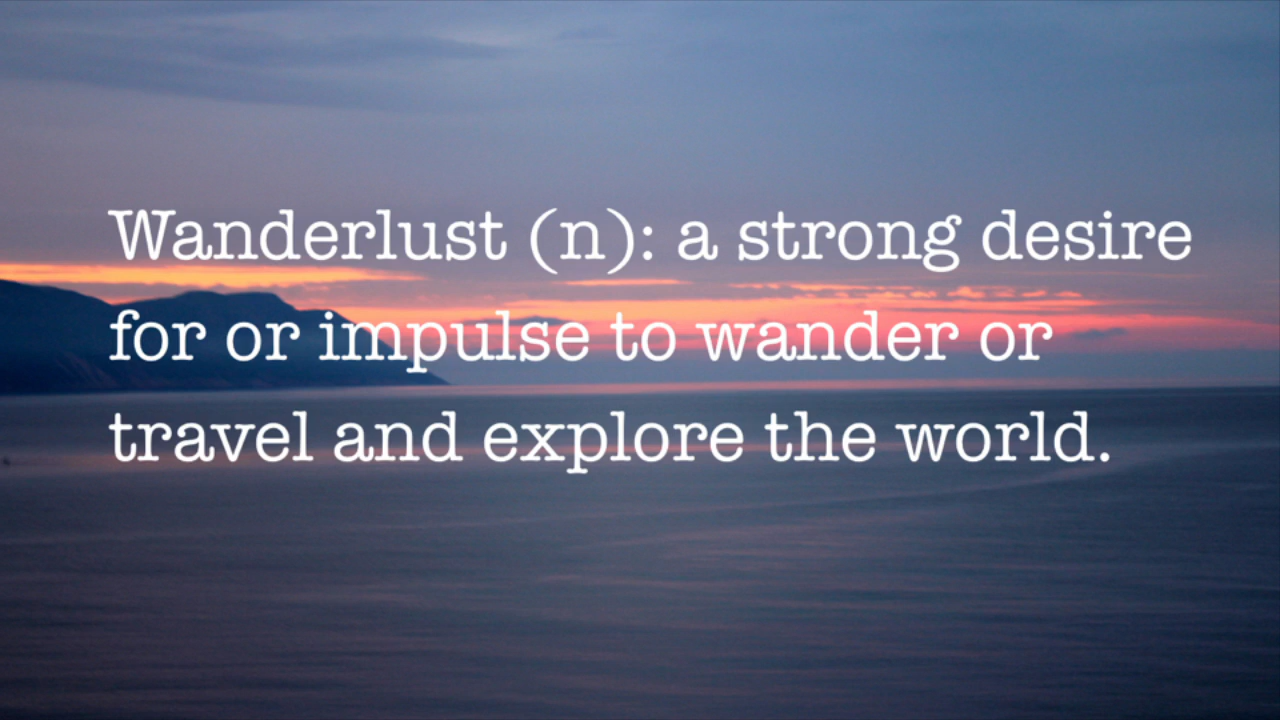 Wanderlust (n): a strong desire
for or impulse to wander or
travel and explore the world.